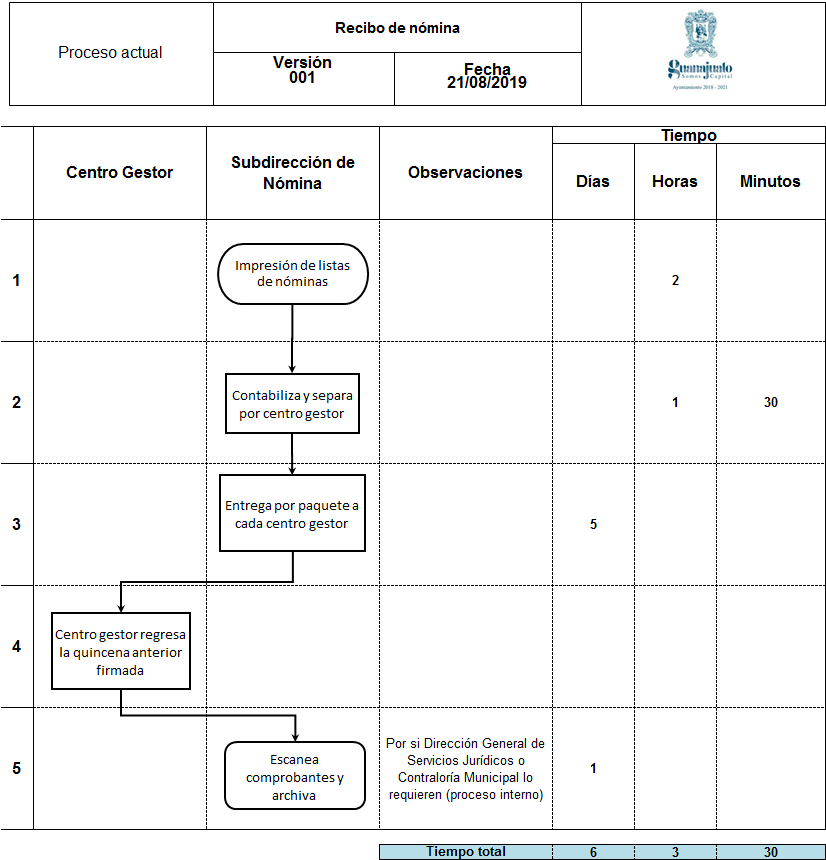 Proceso actual
Recibo de nómina
Versión
001
Fecha
21/08/2019
Guanajuato
Somos Capital
Ayuntamiento 2018 - 2021
Centro Gestor
Subdirección de
Nómina
Observaciones
Tiempo
Días
Horas
Minutos
1
Impresión de listas
de nóminas
2
2
Contabiliza y separa
por centro gestor
1
30
3
Entrega por paquete a
cada centro gestor
5
4
Centro gestor regresa
la quincena anterior
firmada
5
Escanea
comprobantes y
archiva
Por si Dirección General de
Servicios Jurídicos o
Contraloría Municipal lo
requieren (proceso interno)
1
Tiempo total
6
3
30